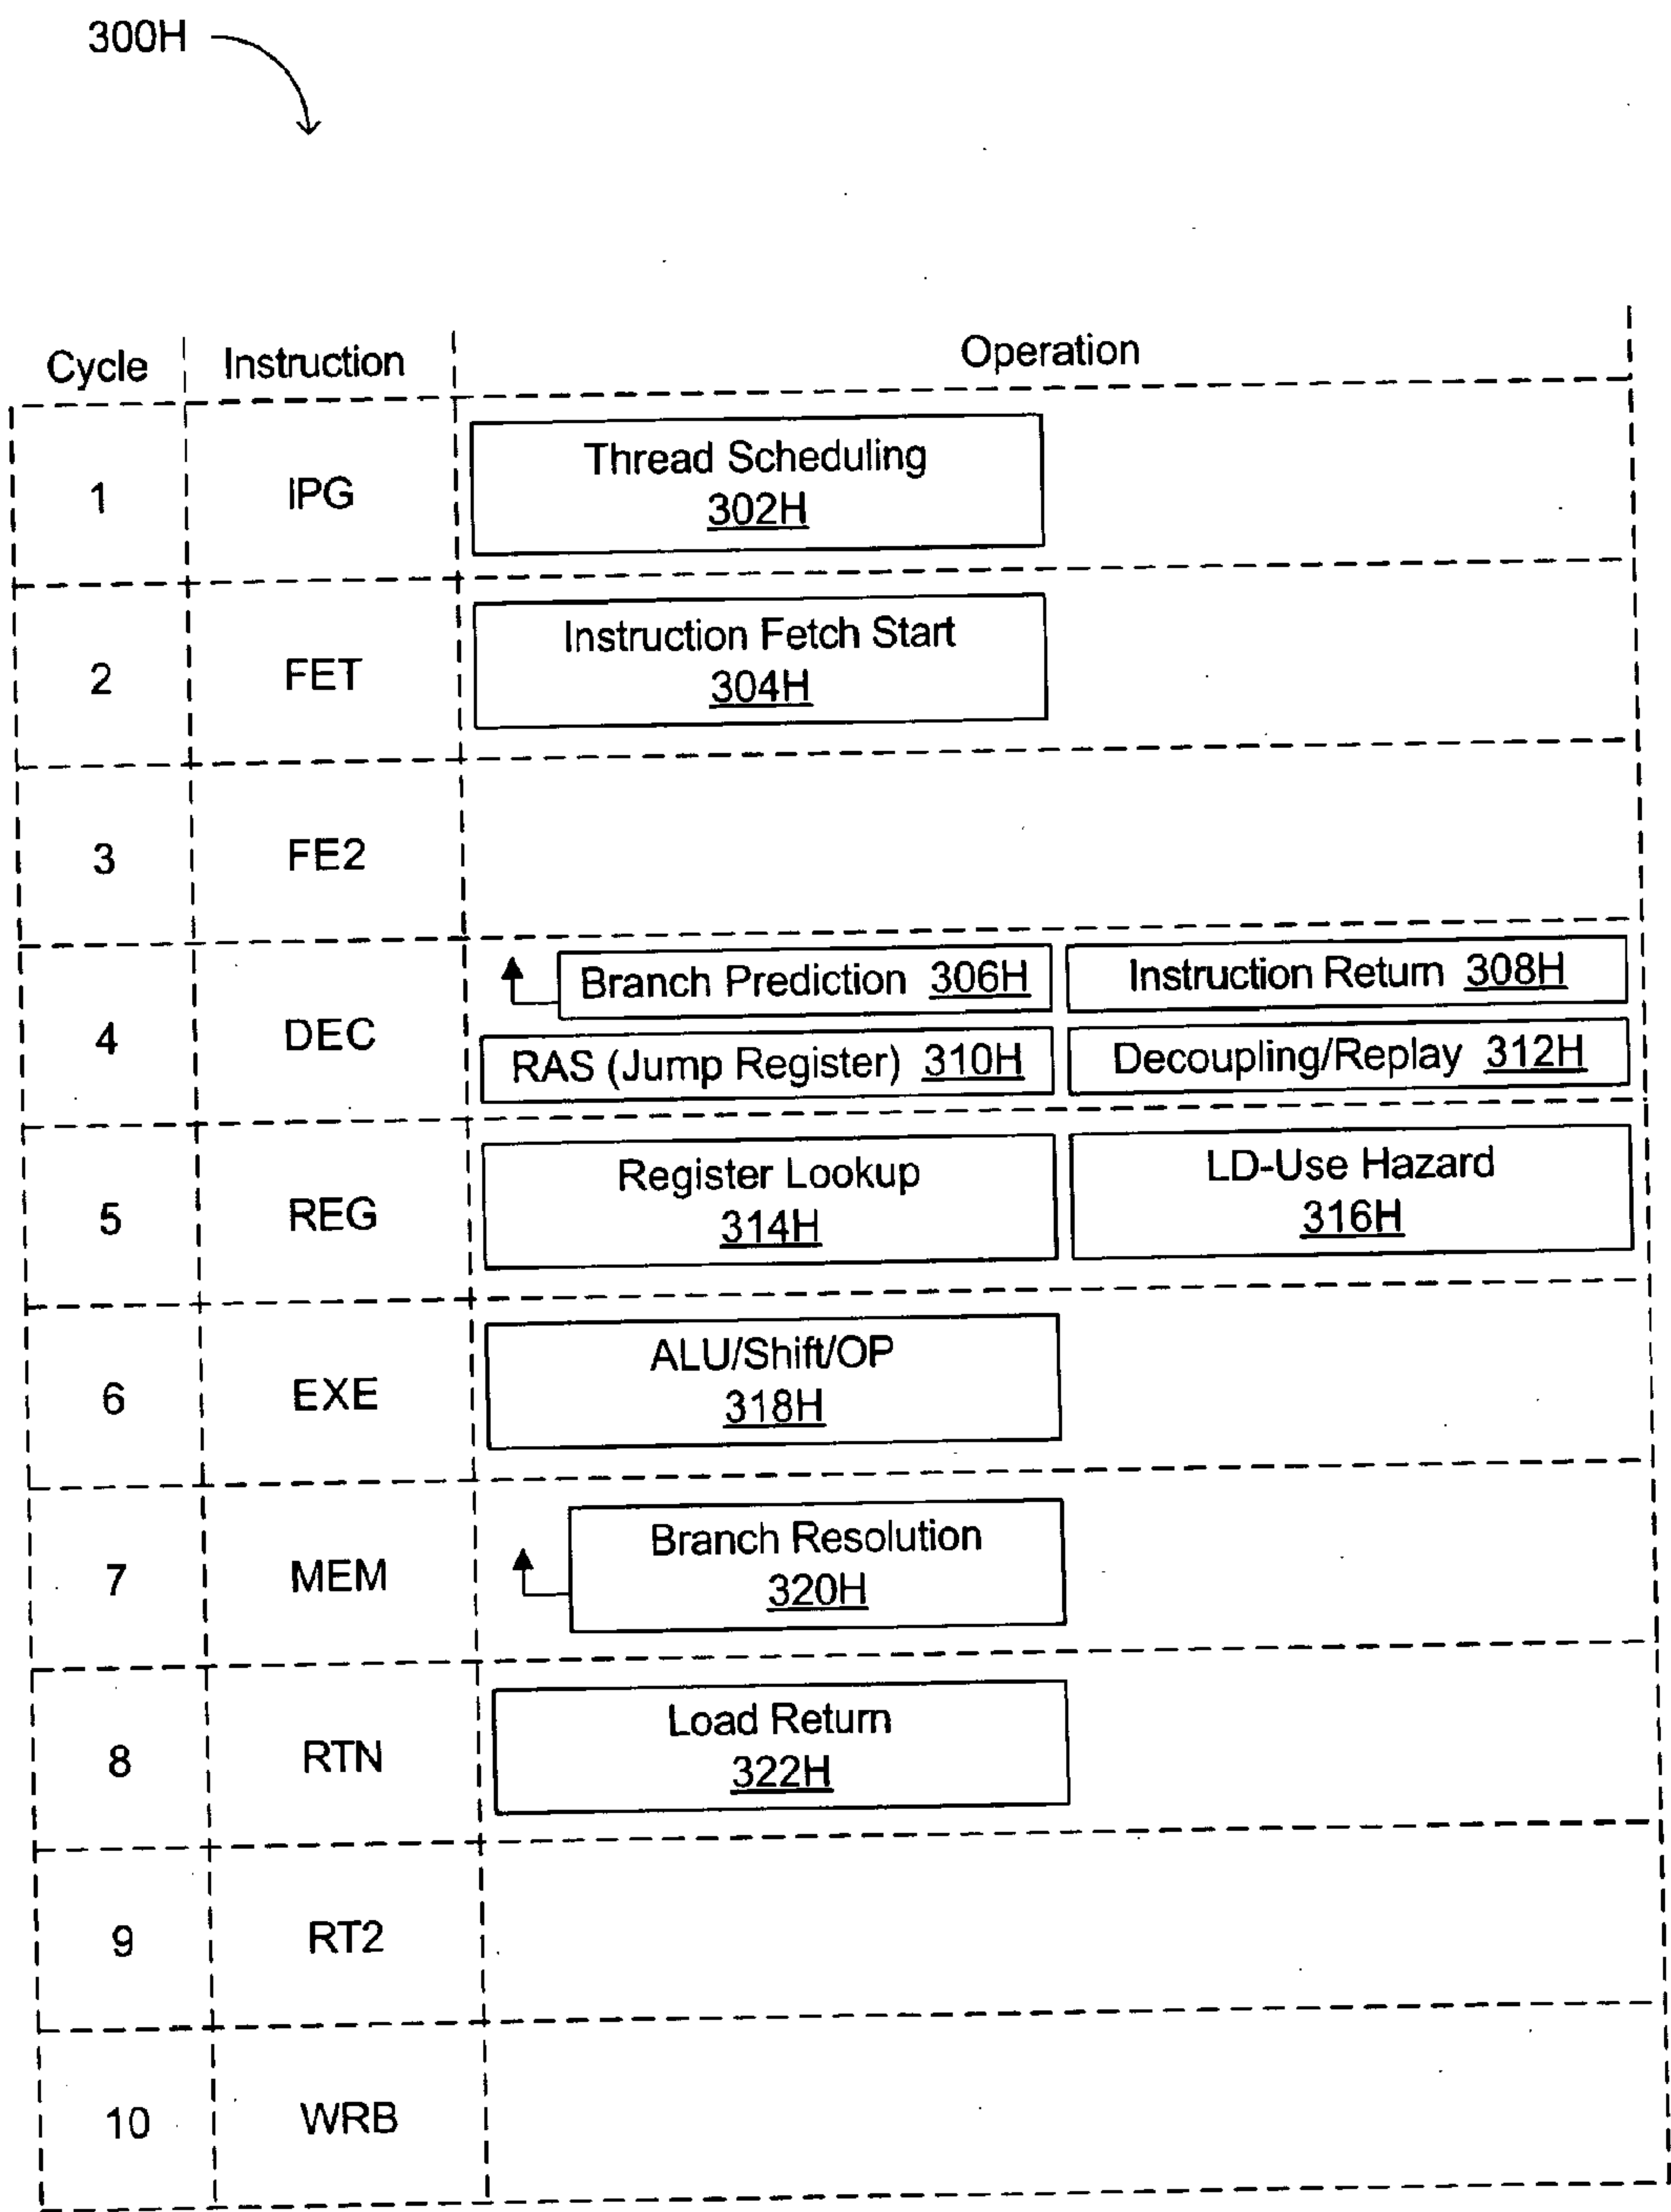 300H
Cycle Instruction Operation
1 IPG Thread Scheduling
302H
2 FET Instruction Fetch Start
304H
3 FE2
4 DEC Branch Prediction 306H Instruction Return 308H
RAS (Jump Register) 310H Decoupling/Replay 312H
5 REG Register Lookup LD-Use Hazard
314H 316H
6 EXE ALU/Shift/OP
318H
7 MEM Branch Resolution
320H
8 RTN Load Return
322H
9 RT2
10 WRB